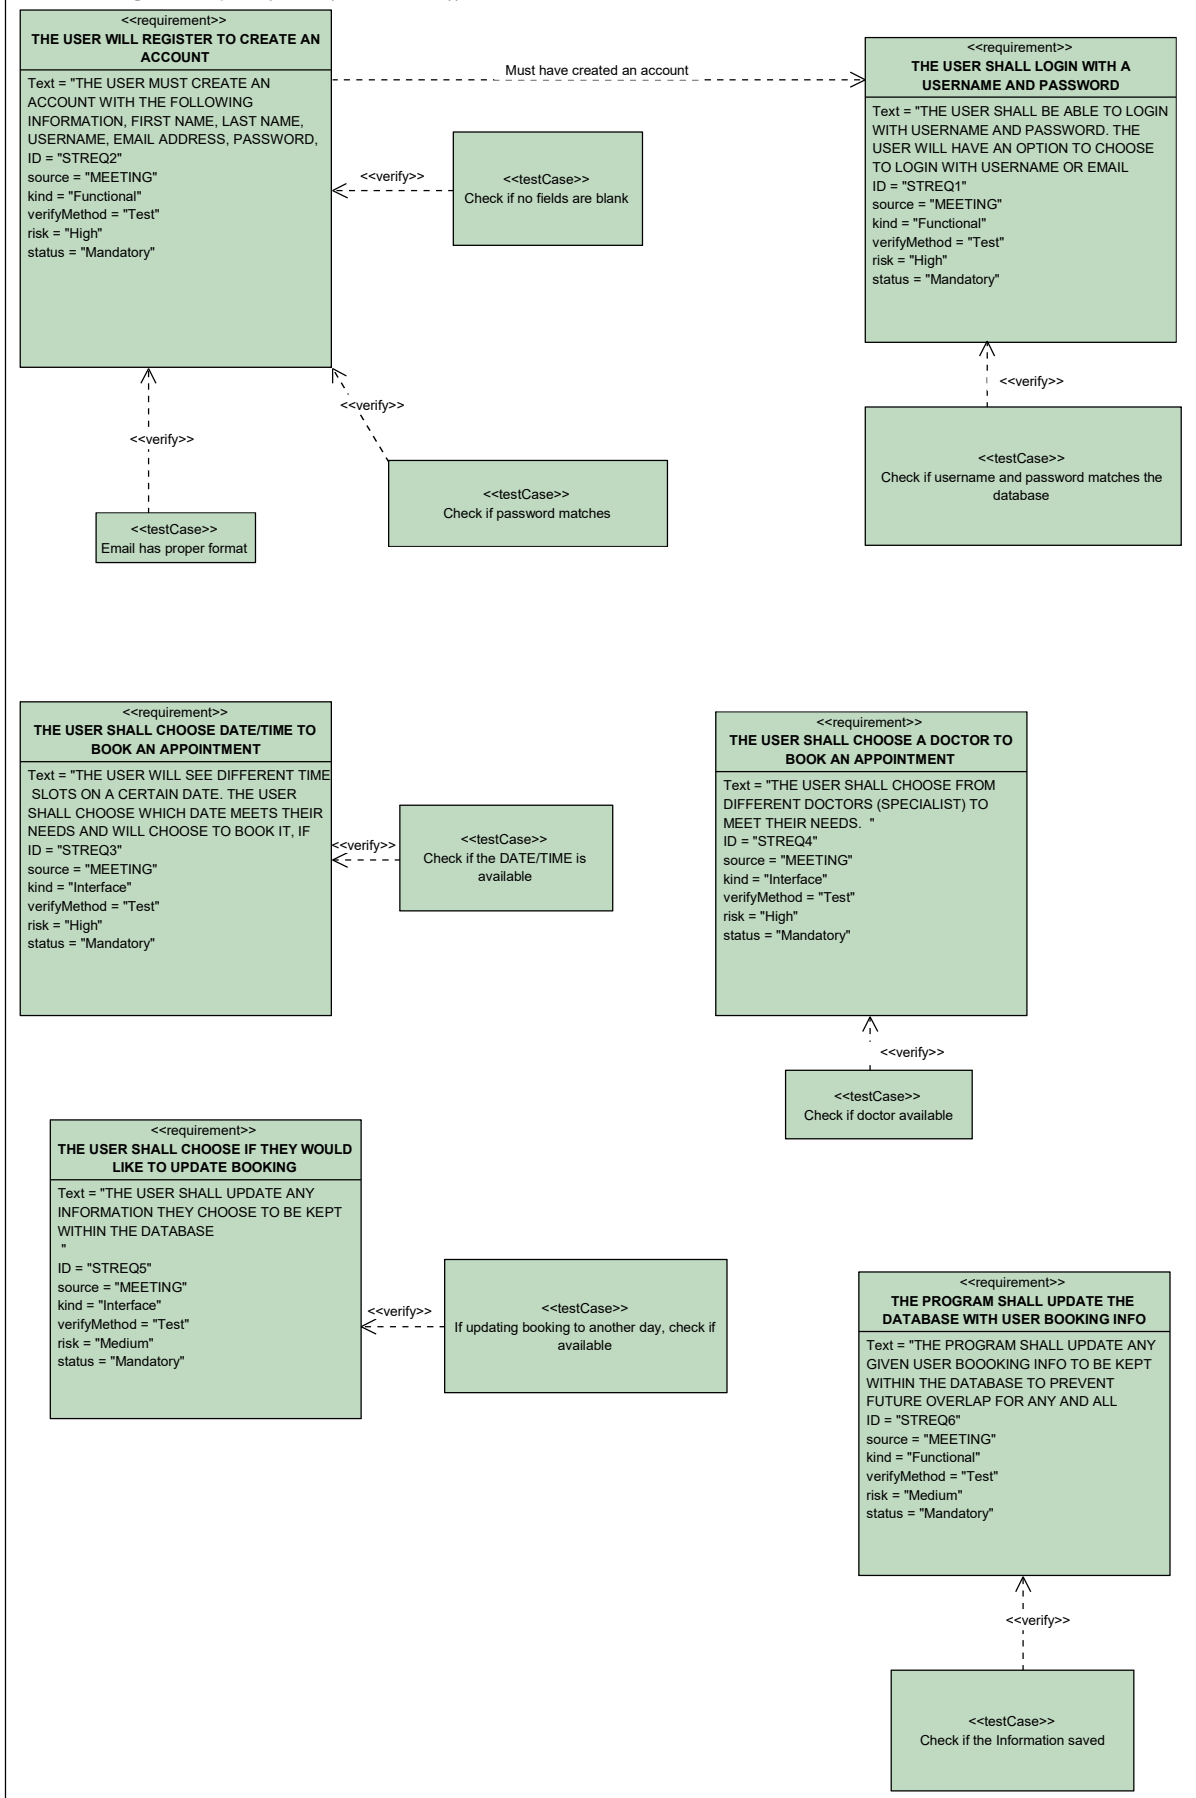 <<requirement>>
THE USER WILL REGISTER TO CREATE AN
ACCOUNT
Text = "THE USER MUST CREATE AN
ACCOUNT WITH THE FOLLOWING
INFORMATION, FIRST NAME, LAST NAME,
USERNAME, EMAIL ADDRESS, PASSWORD,
ID = "STREQ2"
source = "MEETING"
kind = "Functional"
verifyMethod = "Test"
risk = "High"
status = "Mandatory"
Must have created an account
<<requirement>>
THE USER SHALL LOGIN WITH A
USERNAME AND PASSWORD
Text = "THE USER SHALL BE ABLE TO LOGIN
WITH USERNAME AND PASSWORD. THE
USER WILL HAVE AN OPTION TO CHOOSE
TO LOGIN WITH USERNAME OR EMAIL
ID = "STREQ1"
source = "MEETING"
kind = "Functional"
verifyMethod = "Test"
risk = "High"
status = "Mandatory"
<<verify>>
<<testCase>>
Check if no fields are blank
<<verify>>
<<testCase>>
Email has proper format
<<verify>>
<<testCase>>
Check if password matches
<<verify>>
<<testCase>>
Check if username and password matches the
database
<<requirement>>
THE USER SHALL CHOOSE DATE/TIME TO
BOOK AN APPOINTMENT
Text = "THE USER WILL SEE DIFFERENT TIME
SLOTS ON A CERTAIN DATE. THE USER
SHALL CHOOSE WHICH DATE MEETS THEIR
NEEDS AND WILL CHOOSE TO BOOK IT, IF
ID = "STREQ3"
source = "MEETING"
kind = "Interface"
verifyMethod = "Test"
risk = "High"
status = "Mandatory"
<<verify>>
<<testCase>>
Check if the DATE/TIME is
available
<<requirement>>
THE USER SHALL CHOOSE A DOCTOR TO
BOOK AN APPOINTMENT
Text = "THE USER SHALL CHOOSE FROM
DIFFERENT DOCTORS (SPECIALIST) TO
MEET THEIR NEEDS. "
ID = "STREQ4"
source = "MEETING"
kind = "Interface"
verifyMethod = "Test"
risk = "High"
status = "Mandatory"
<<verify>>
<<testCase>>
Check if doctor available
<<requirement>>
THE USER SHALL CHOOSE IF THEY WOULD
LIKE TO UPDATE BOOKING
Text = "THE USER SHALL UPDATE ANY
INFORMATION THEY CHOOSE TO BE KEPT
WITHIN THE DATABASE
"
ID = "STREQ5"
source = "MEETING"
kind = "Interface"
verifyMethod = "Test"
risk = "Medium"
status = "Mandatory"
<<verify>>
<<testCase>>
If updating booking to another day, check if
available
<<requirement>>
THE PROGRAM SHALL UPDATE THE
DATABASE WITH USER BOOKING INFO
Text = "THE PROGRAM SHALL UPDATE ANY
GIVEN USER BOOOKING INFO TO BE KEPT
WITHIN THE DATABASE TO PREVENT
FUTURE OVERLAP FOR ANY AND ALL
ID = "STREQ6"
source = "MEETING"
kind = "Functional"
verifyMethod = "Test"
risk = "Medium"
status = "Mandatory"
<<verify>>
<<testCase>>
Check if the Information saved